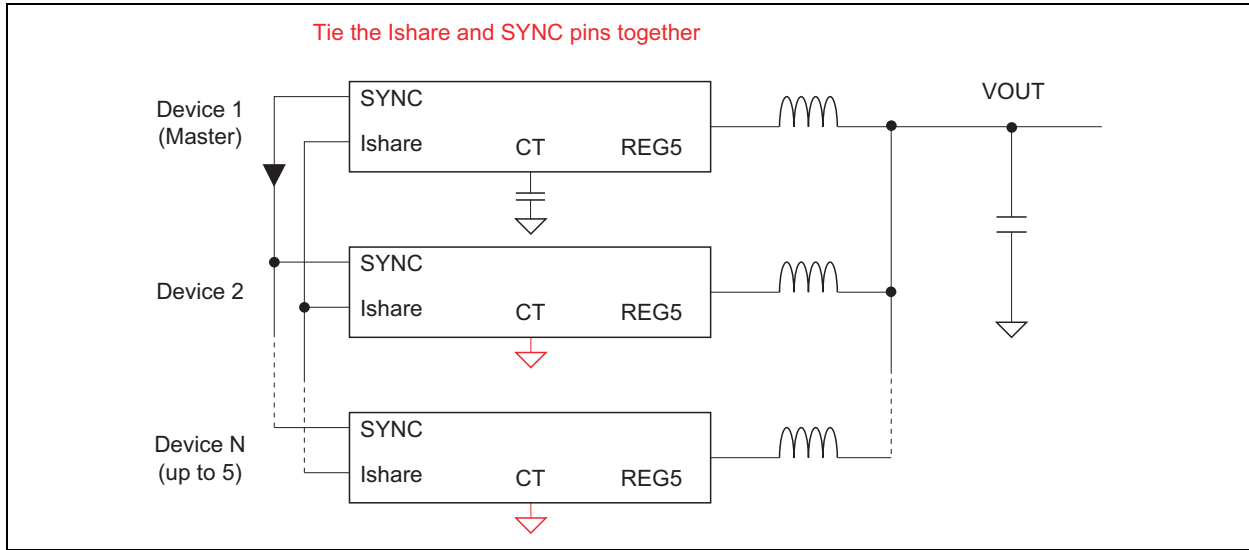 Tie the Ishare and SYNC pins together
Device 1
(Master)
SYNC
Ishare
CT
REG5
VOUT
Device 2
SYNC
Ishare
CT
REG5
Device N
(up to 5)
SYNC
Ishare
CT
REG5